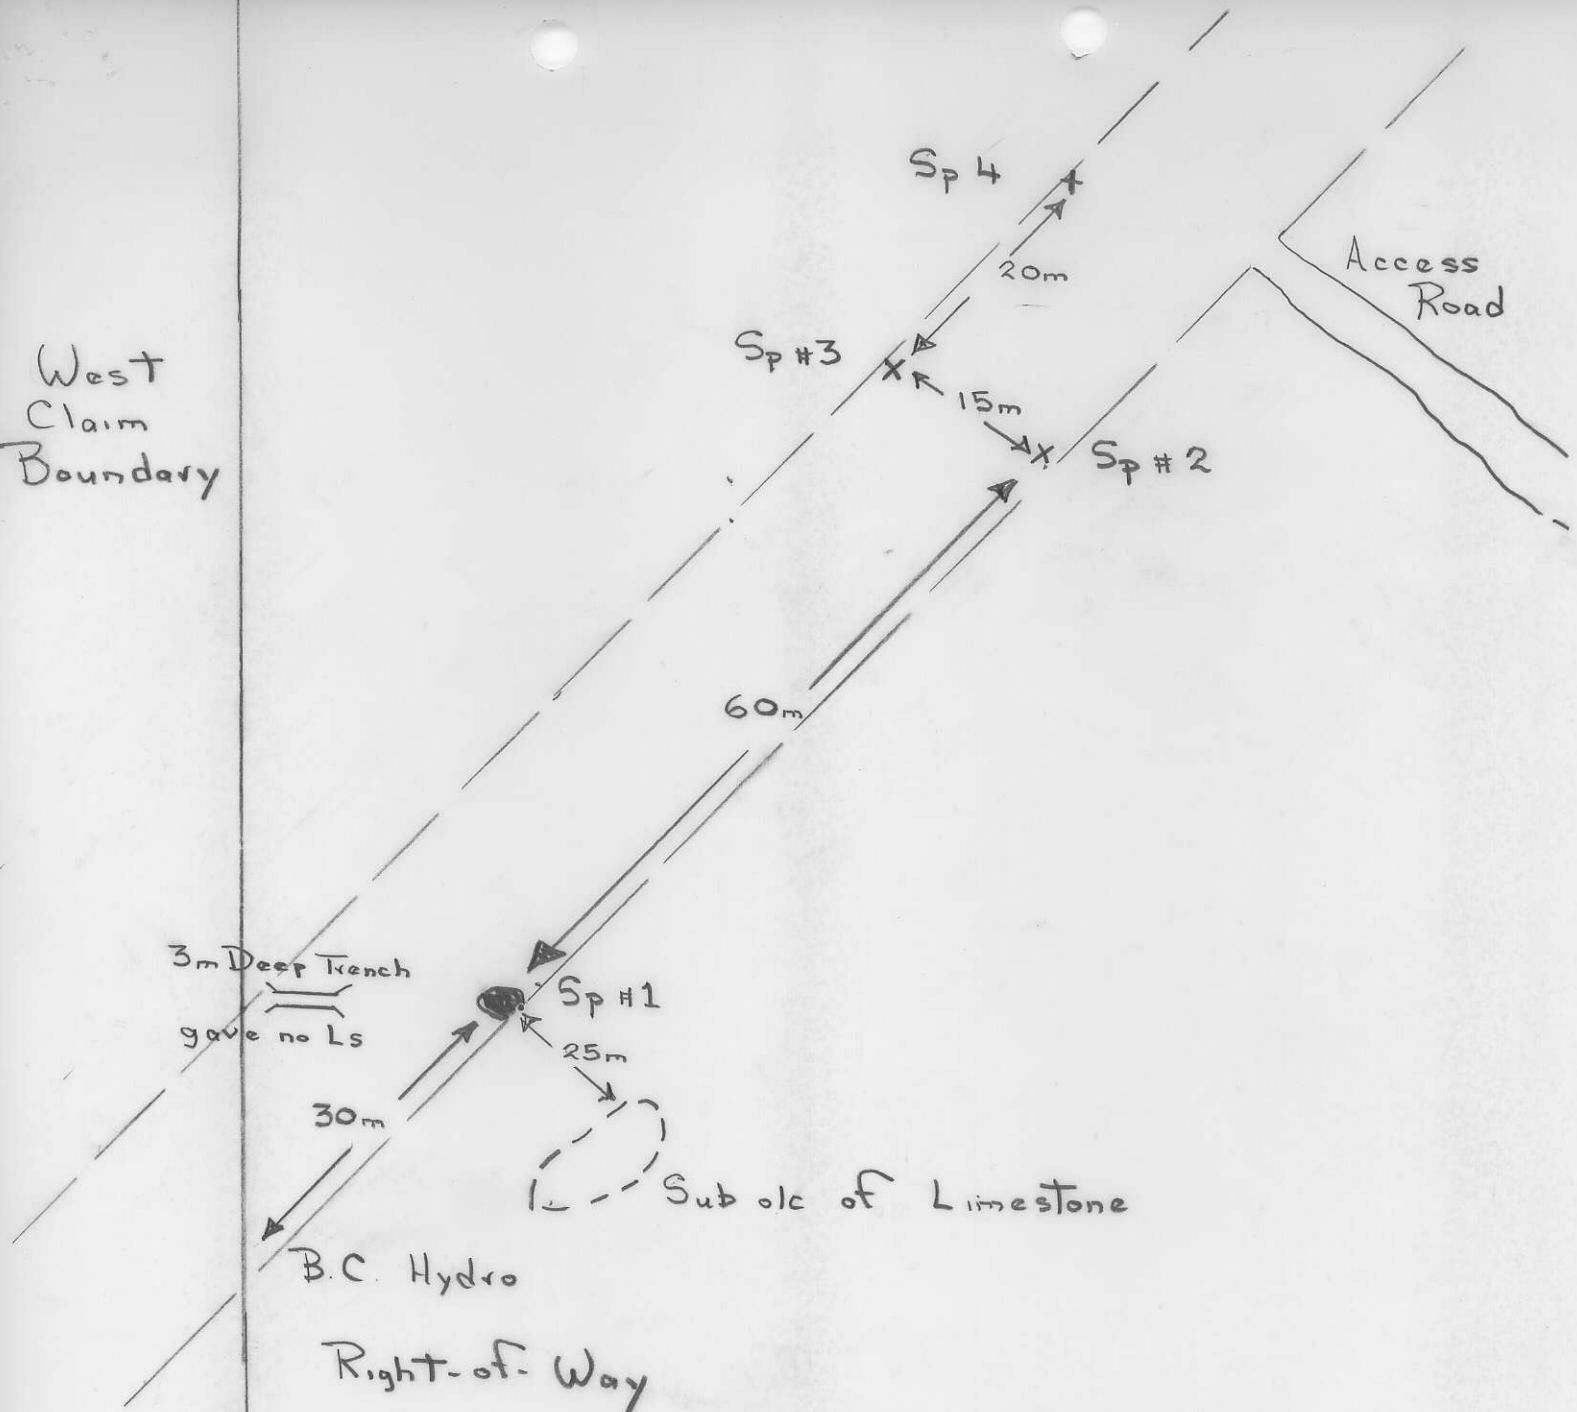 Sp 4
20m
Access
Road
Sp #3
15m
Sp #2
West
Claim
Boundary
60m
3m Deep Trench
gave no Ls
Sp #1
25m
30m
Sub o/c of Limestone
B.C. Hydro
Right-of-Way